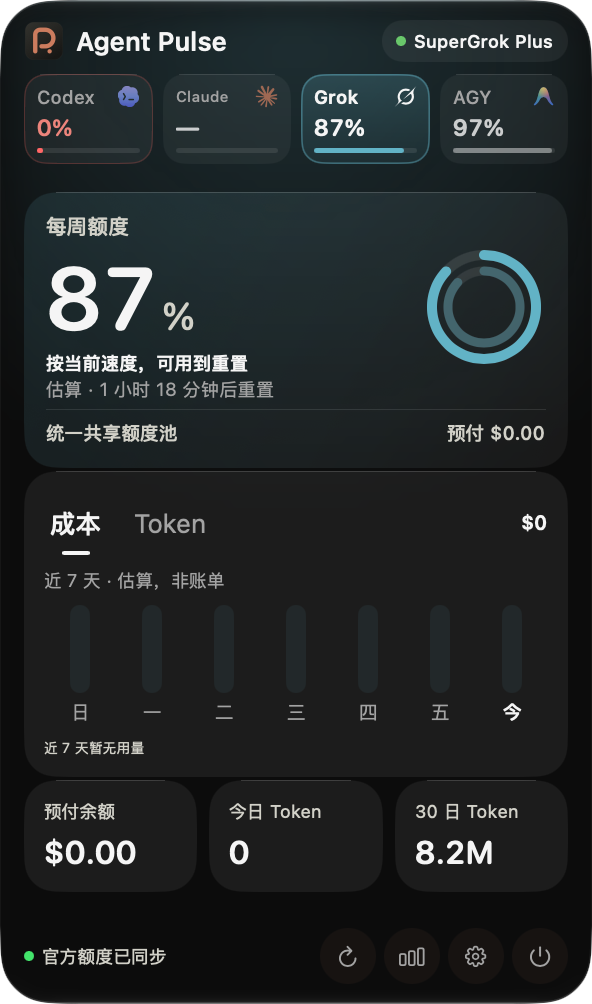 Agent Pulse
SuperGrok Plus
Codex
0%
Claude
—
Grok
87%
AGY
97%
每周额度
87 %
按当前速度，可用到重置
估算 · 1 小时 18 分钟后重置
统一共享额度池
预付 $0.00
成本
Token
$0
近 7 天 · 估算，非账单
日 一 二 三 四 五 今
近 7 天暂无用量
预付余额
$0.00
今日 Token
0
30 日 Token
8.2M
官方额度已同步